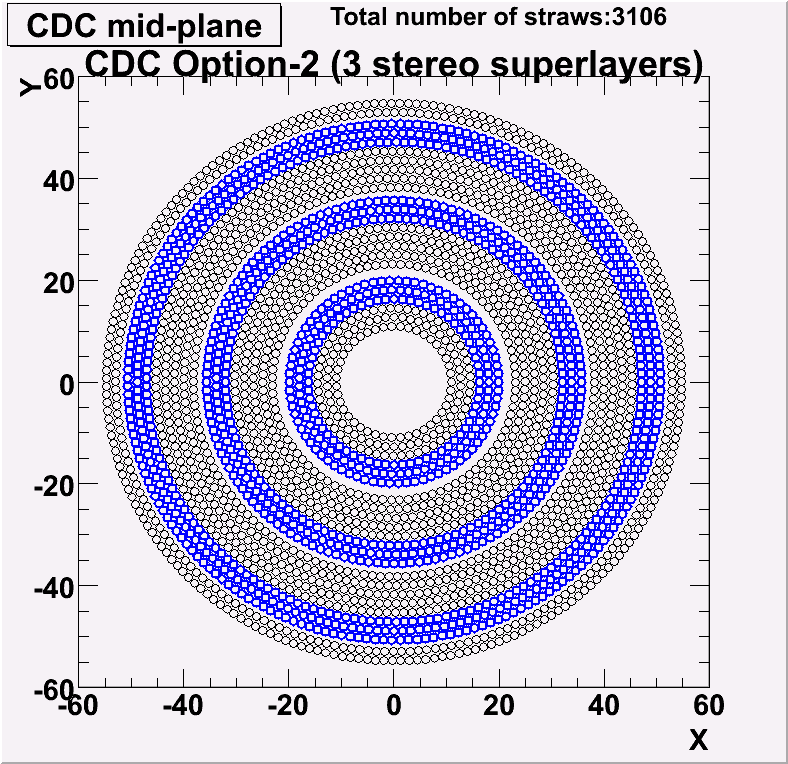 CDC mid-plane
Total number of straws:3106
CDC Option-2 (3 stereo superlayers)
Y
60
40
20
0
-20
-40
-60
-60 -40 -20 0 20 40 60
X